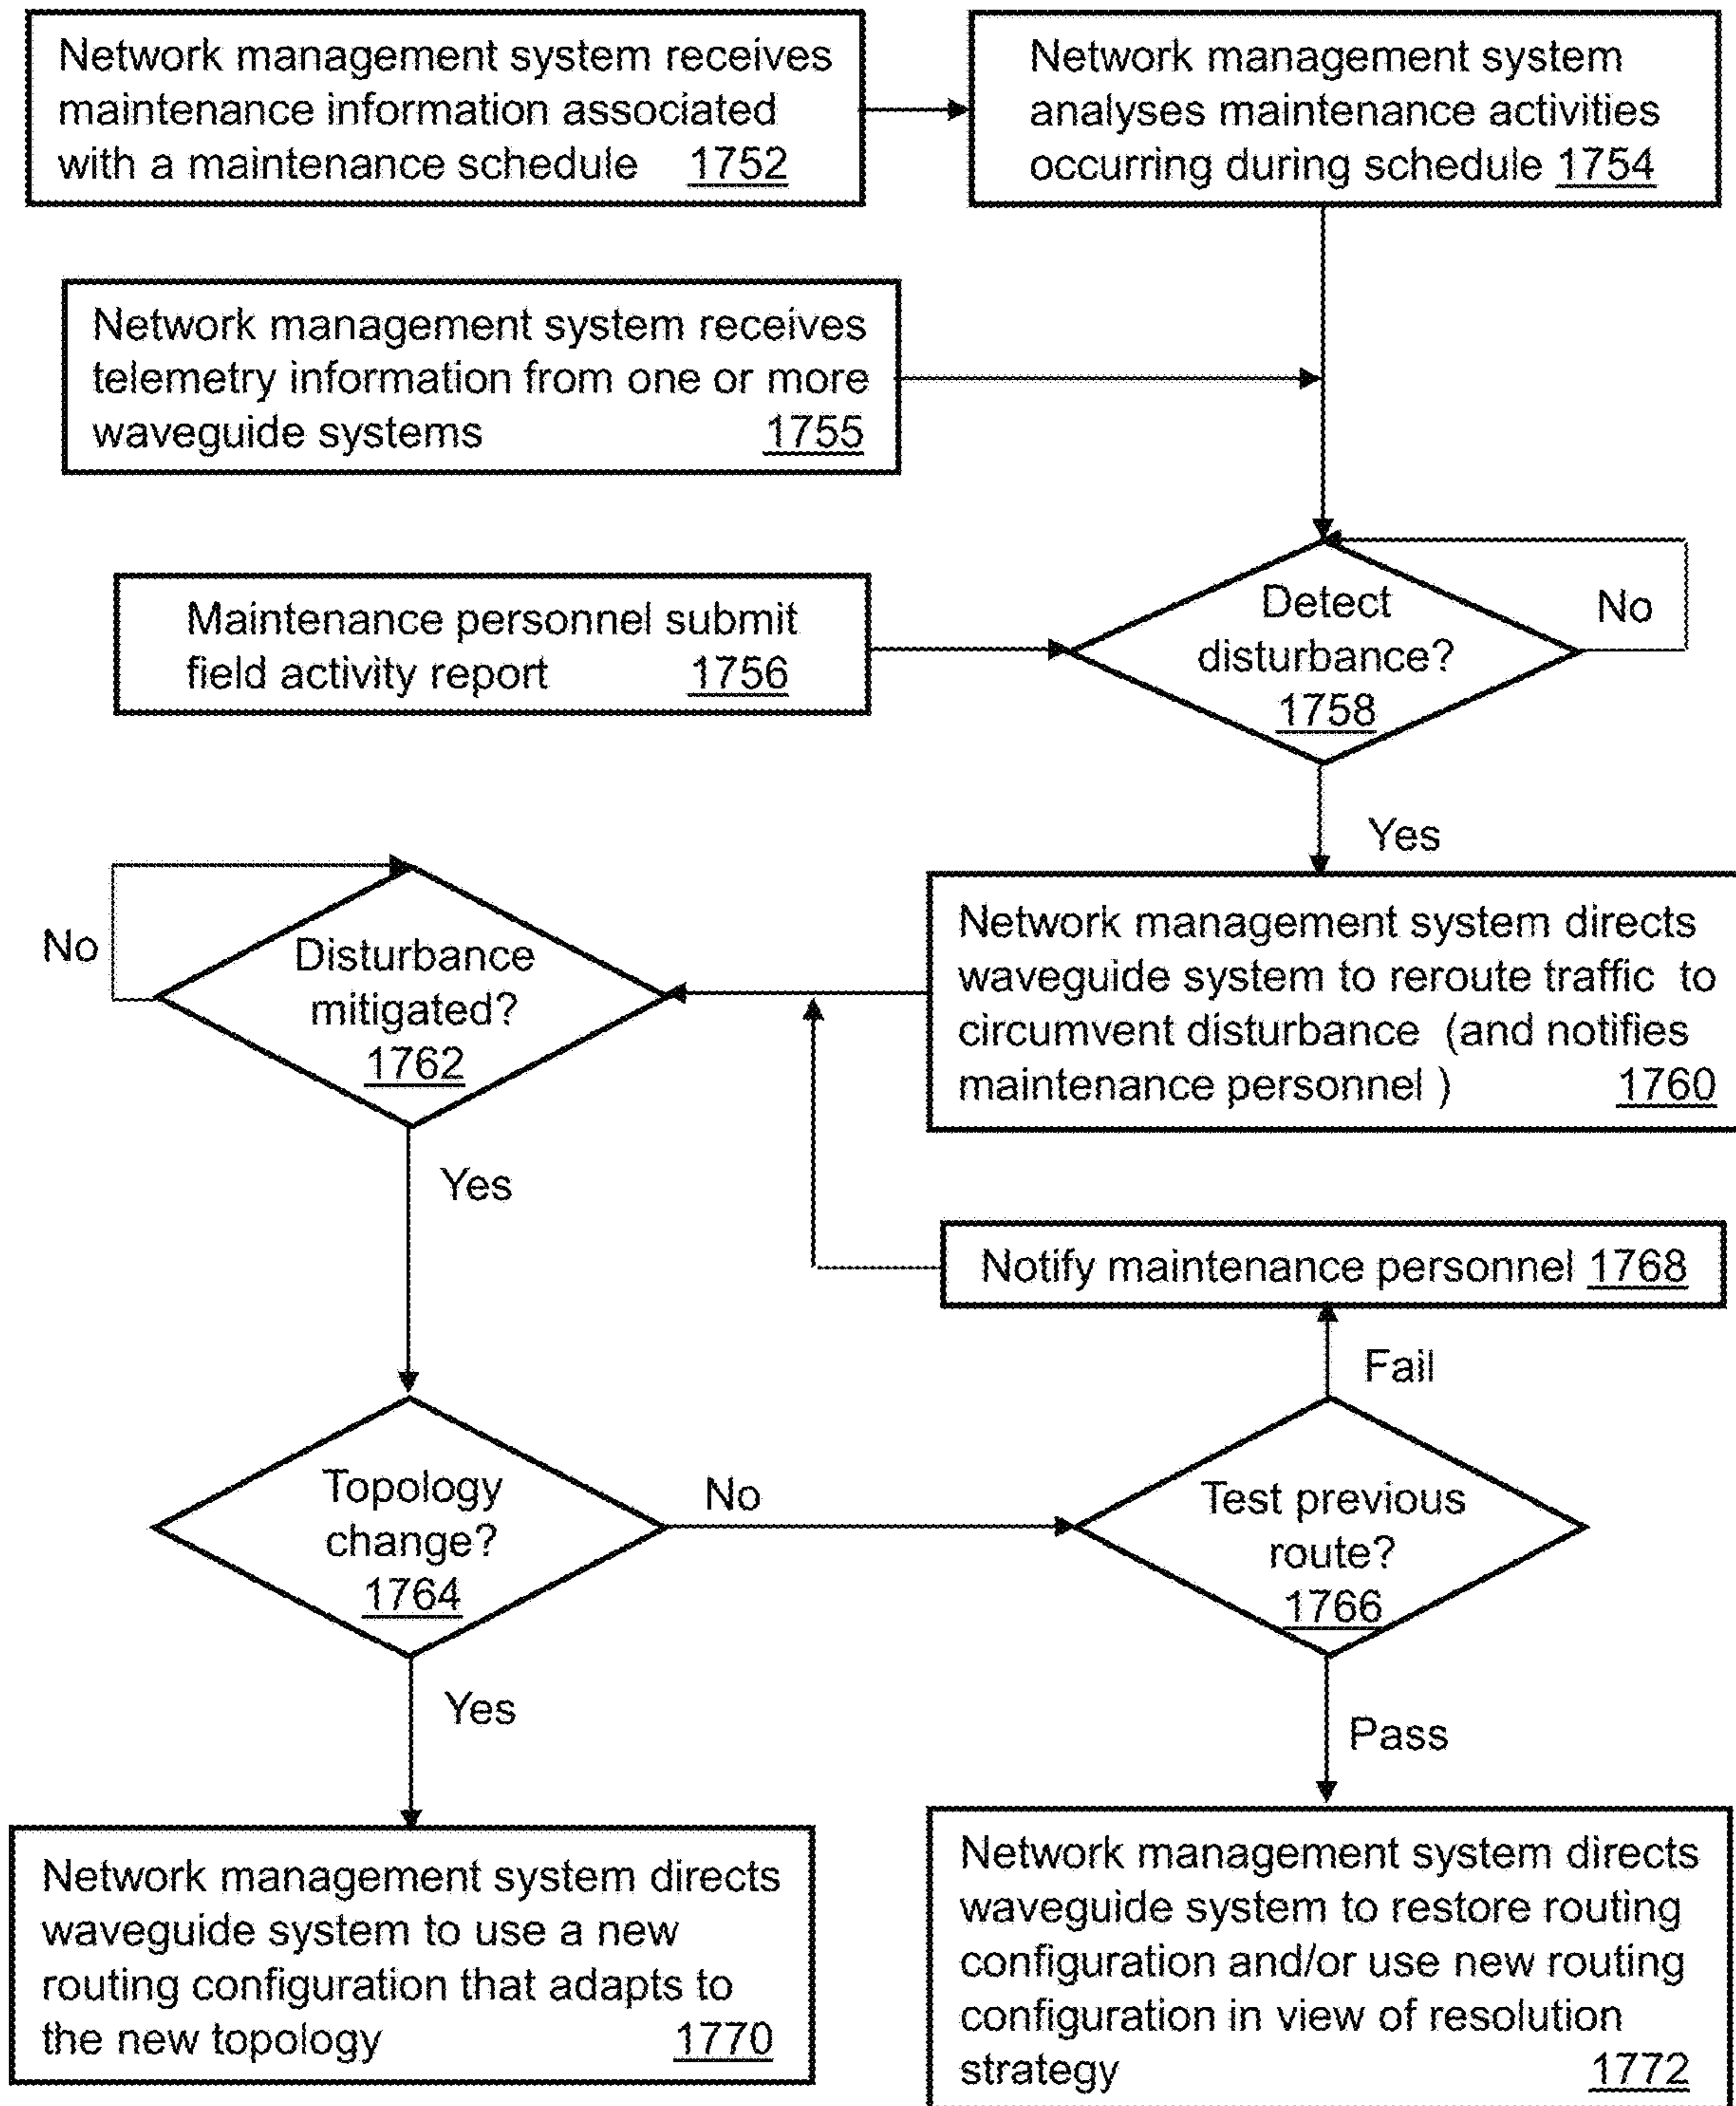 Network management system receives
maintenance information associated
with a maintenance schedule 1752
Network management system
analyses maintenance activities
occurring during schedule 1754
Network management system receives
telemetry information from one or more
waveguide systems 1755
Maintenance personnel submit
field activity report 1756
Detect
disturbance?
1758
No
Yes
Network management system directs
waveguide system to reroute traffic to
circumvent disturbance (and notifies
maintenance personnel ) 1760
No
Disturbance
mitigated?
1762
Yes
Notify maintenance personnel 1768
Fail
Topology
change?
1764
No
Test previous
route?
1766
Yes
Pass
Network management system directs
waveguide system to use a new
routing configuration that adapts to
the new topology 1770
Network management system directs
waveguide system to restore routing
configuration and/or use new routing
configuration in view of resolution
strategy 1772